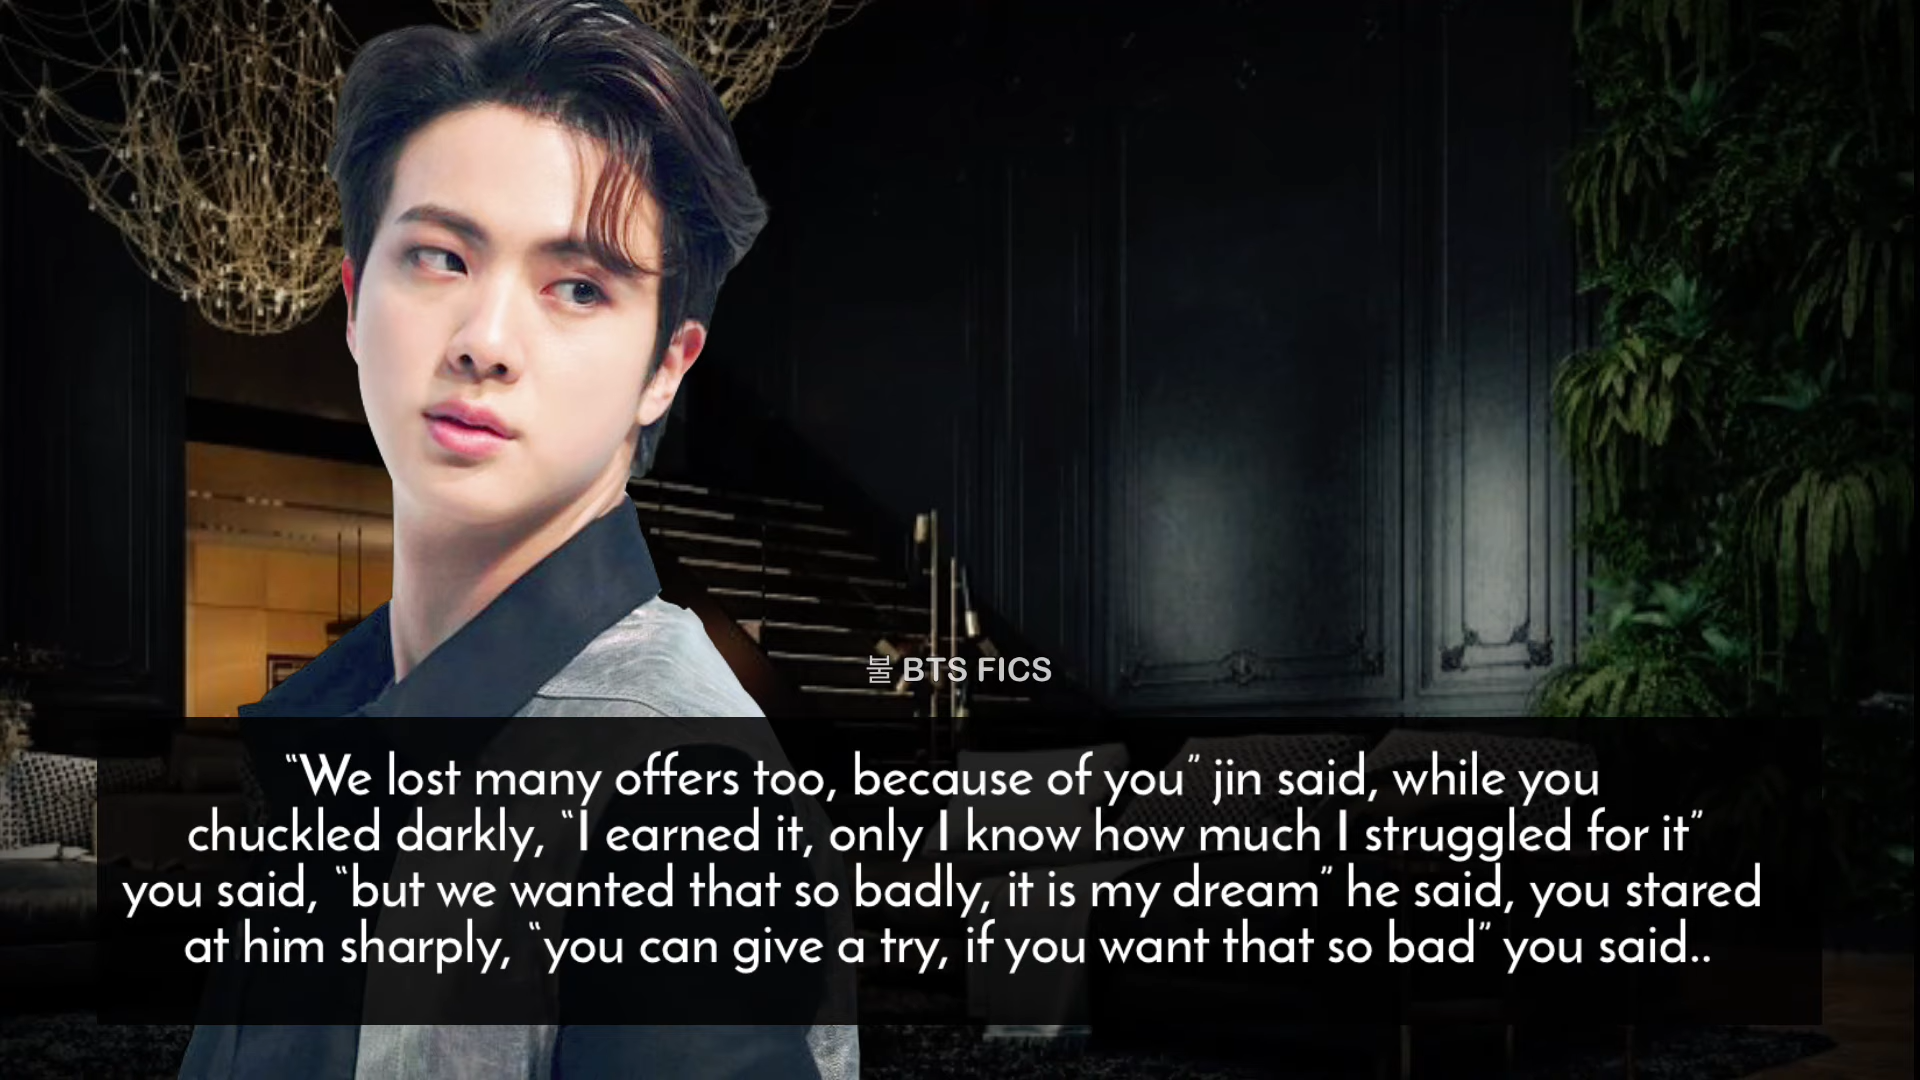 불 BTS FICS
“We lost many offers too, because of you” jin said, while you
chuckled darkly, “I earned it, only I know how much I struggled for it”
you said, “but we wanted that so badly, it is my dream” he said, you stared
at him sharply, “you can give a try, if you want that so bad” you said..